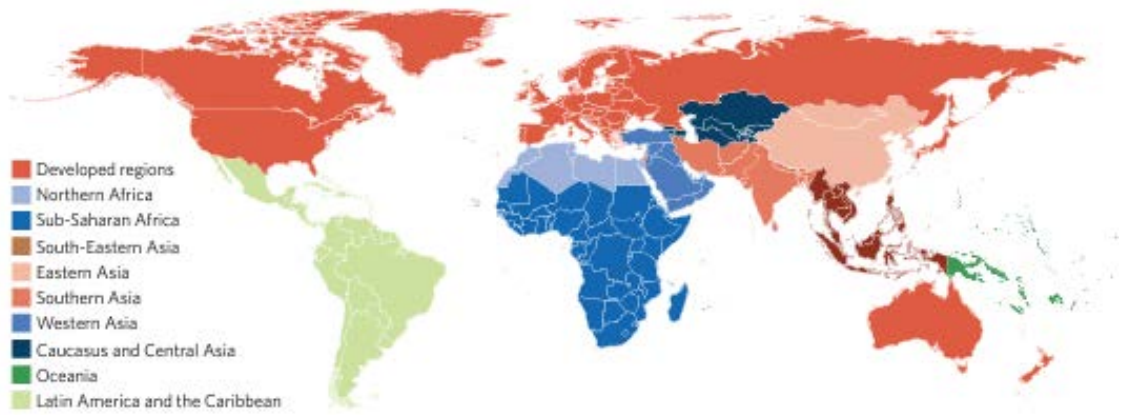 Developed regions
Northern Africa
Sub-Saharan Africa
South-Eastern Asia
Eastern Asia
Southern Asia
Western Asia
Caucasus and Central Asia
Oceania
Latin America and the Caribbean